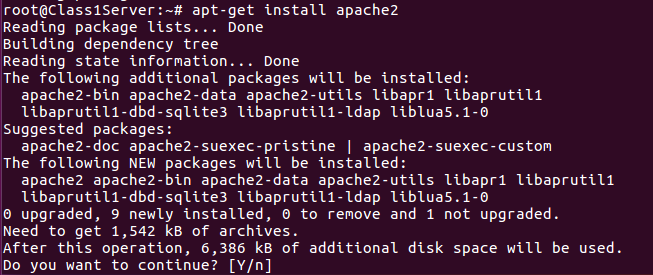 root@Class1Server:~# apt-get install apache2
Reading package lists... Done
Building dependency tree
Reading state information... Done
The following additional packages will be installed:
  apache2-bin apache2-data apache2-utils libapr1 libaprutil1
  libaprutil1-dbd-sqlite3 libaprutil1-ldap liblua5.1-0
Suggested packages:
  apache2-doc apache2-suexec-pristine | apache2-suexec-custom
The following NEW packages will be installed:
  apache2 apache2-bin apache2-data apache2-utils libapr1 libaprutil1
  libaprutil1-dbd-sqlite3 libaprutil1-ldap liblua5.1-0
0 upgraded, 9 newly installed, 0 to remove and 1 not upgraded.
Need to get 1,542 kB of archives.
After this operation, 6,386 kB of additional disk space will be used.
Do you want to continue? [Y/n]